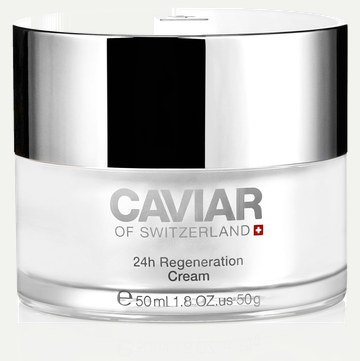 CAVIAR
OF SWITZERLAND
24h Regeneration
Cream
℮ 50ml 1.8 OZ.us 50g